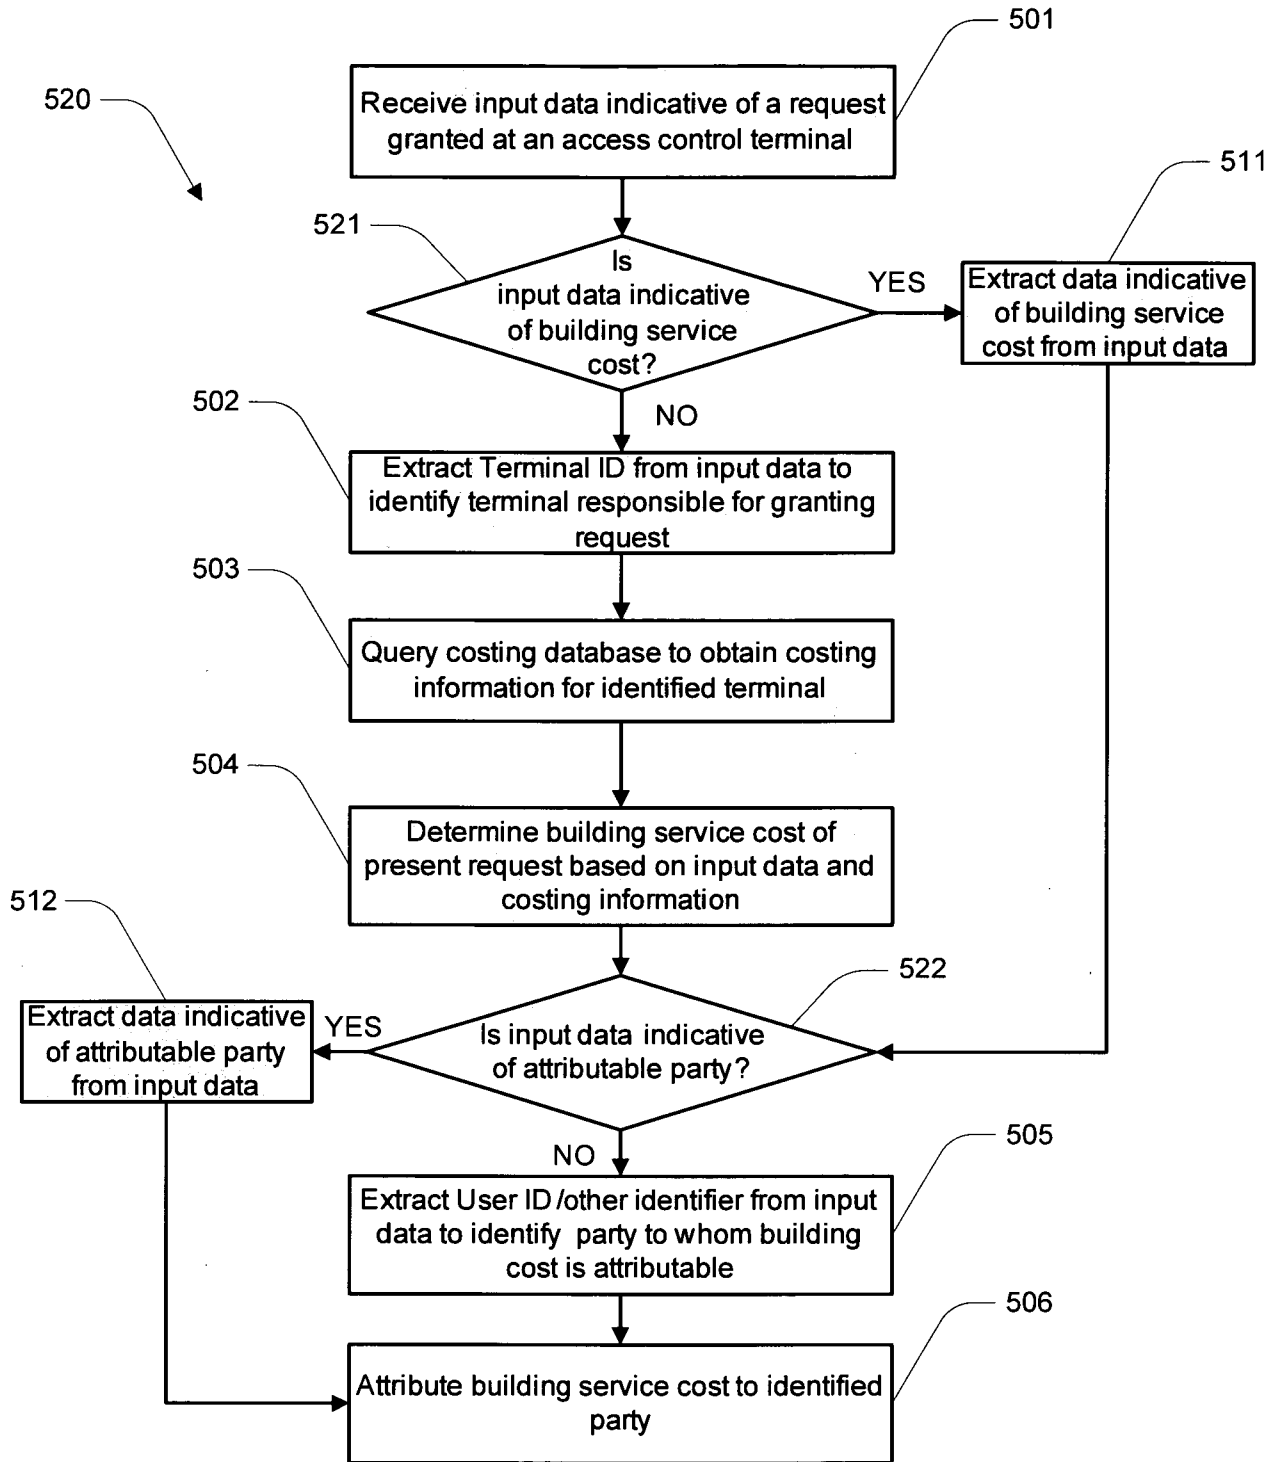 501
520
Receive input data indicative of a request
granted at an access control terminal
511
521
Is
input data indicative
of building service
cost?
YES
Extract data indicative
of building service
cost from input data
NO
502
Extract Terminal ID from input data to
identify terminal responsible for granting
request
503
Query costing database to obtain costing
information for identified terminal
504
Determine building service cost of
present request based on input data and
costing information
512
522
Extract data indicative
of attributable party
from input data
YES
Is input data indicative
of attributable party?
NO
505
Extract User ID/other identifier from input
data to identify party to whom building
cost is attributable
506
Attribute building service cost to identified
party